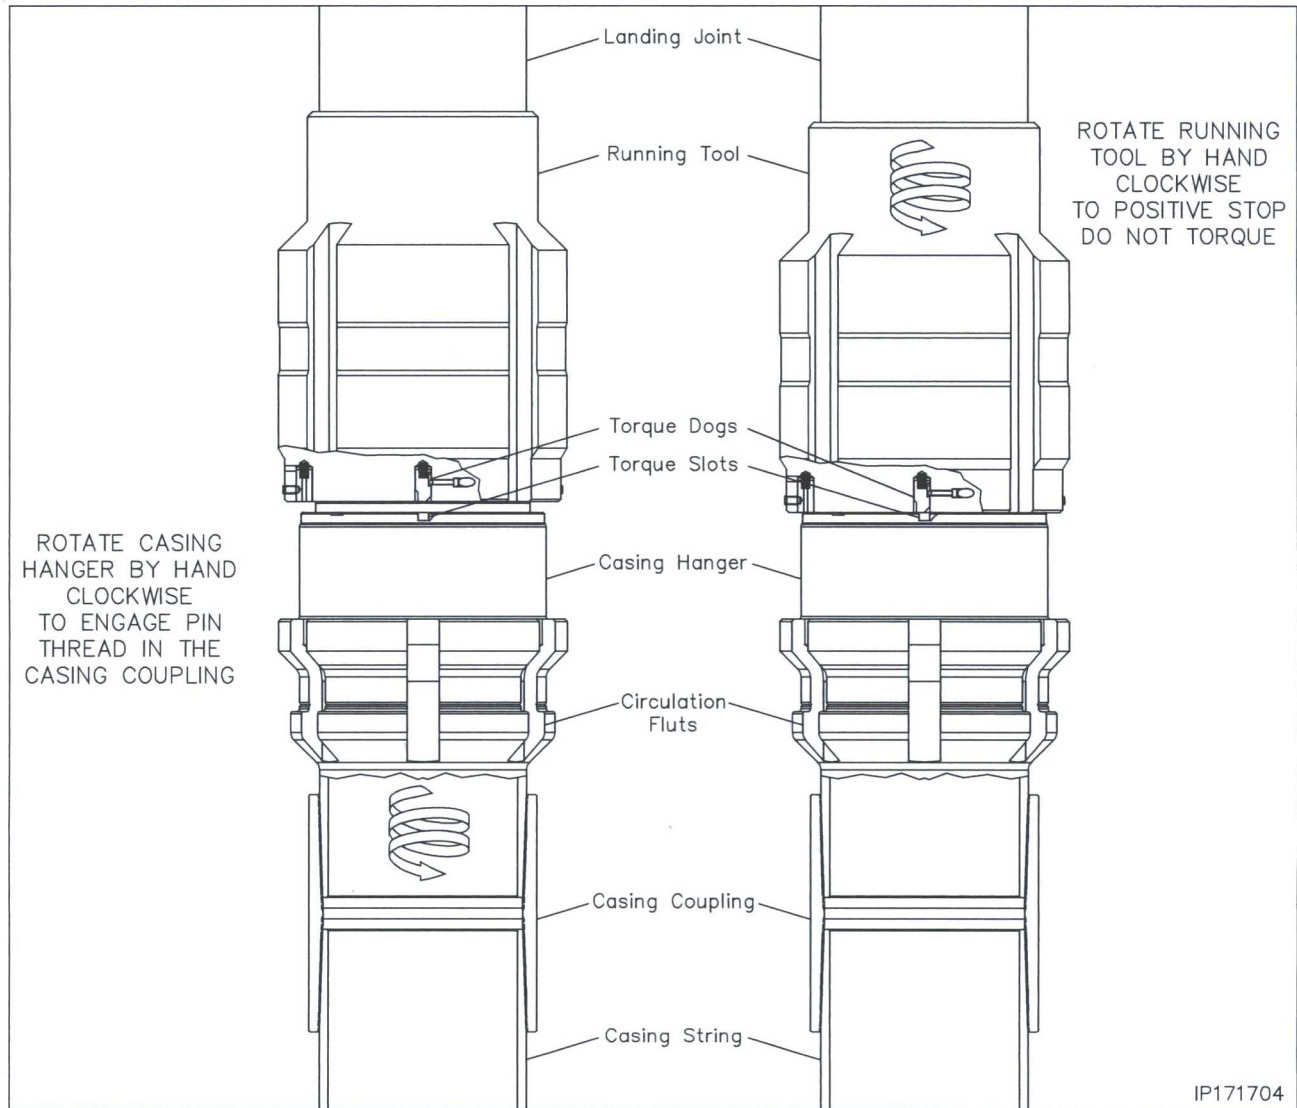 Landing Joint
ROTATE RUNNING
TOOL BY HAND
CLOCKWISE
TO POSITIVE STOP
DO NOT TORQUE
Running Tool
Torque Dogs
Torque Slots
ROTATE CASING
HANGER BY HAND
CLOCKWISE
TO ENGAGE PIN
THREAD IN THE
CASING COUPLING
Casing Hanger
Circulation
Fluts
Casing Coupling
Casing String
IP171704